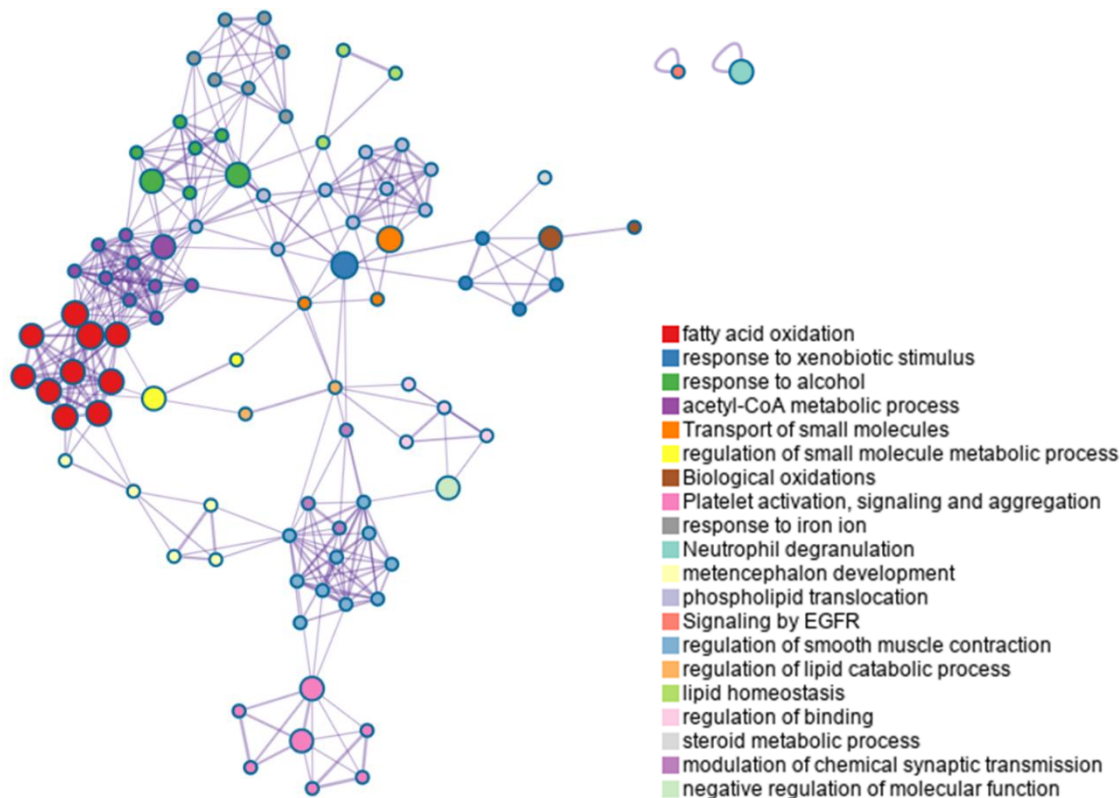 fatty acid oxidation
response to xenobiotic stimulus
response to alcohol
acetyl-CoA metabolic process
Transport of small molecules
regulation of small molecule metabolic process
Biological oxidations
Platelet activation, signaling and aggregation
response to iron ion
Neutrophil degranulation
metencephalon development
phospholipid translocation
Signaling by EGFR
regulation of smooth muscle contraction
regulation of lipid catabolic process
lipid homeostasis
regulation of binding
steroid metabolic process
modulation of chemical synaptic transmission
negative regulation of molecular function